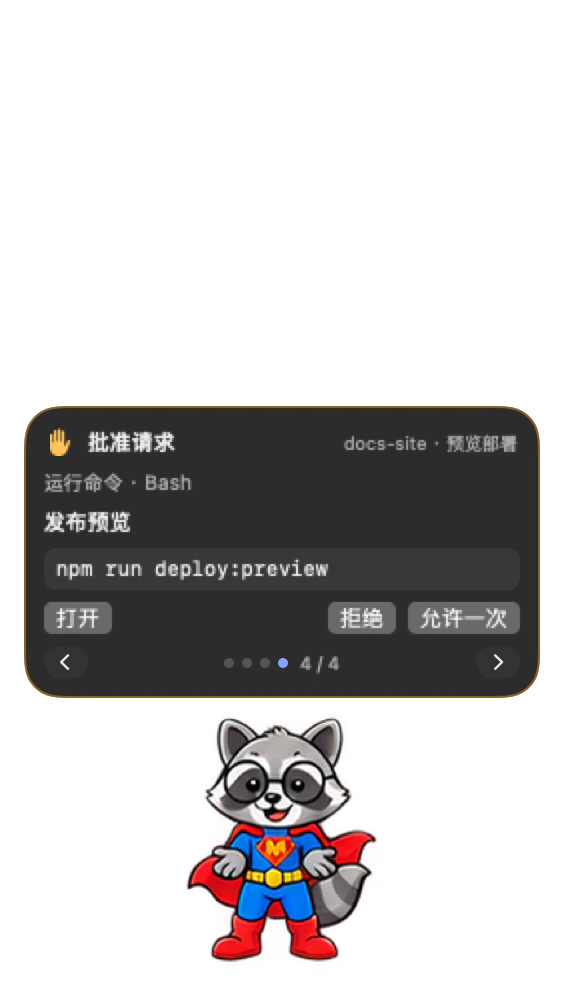 批准请求
docs-site · 预览部署
运行命令 · Bash
发布预览
npm run deploy:preview
打开
拒绝
允许一次
4 / 4
M